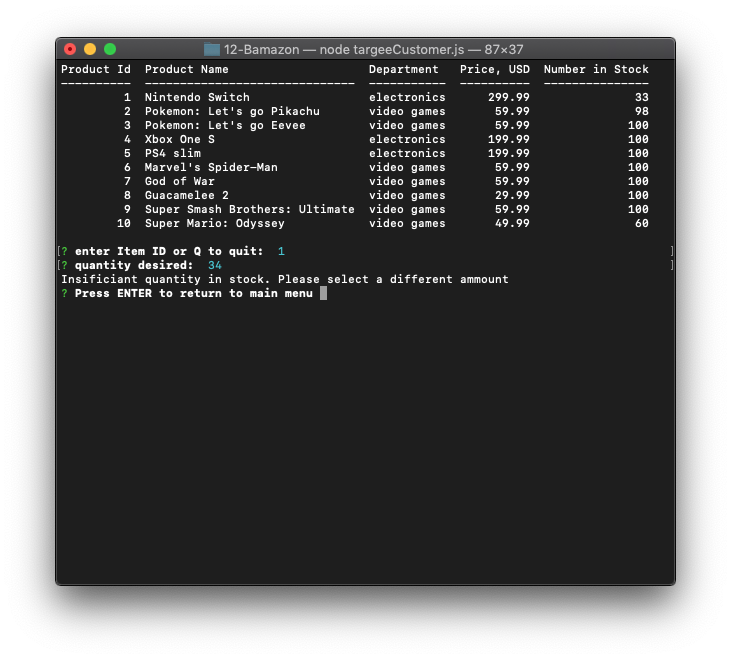 12-Bamazon — node targeeCustomer.js — 87×37
Product Id  Product Name                    Department   Price, USD  Number in Stock
----------  ------------------------------  -----------  ----------  ---------------
         1  Nintendo Switch                 electronics      299.99               33
         2  Pokemon: Let's go Pikachu       video games       59.99               98
         3  Pokemon: Let's go Eevee         video games       59.99              100
         4  Xbox One S                      electronics      199.99              100
         5  PS4 slim                        electronics      199.99              100
         6  Marvel's Spider-Man             video games       59.99              100
         7  God of War                      video games       59.99              100
         8  Guacamelee 2                    video games       29.99              100
         9  Super Smash Brothers: Ultimate  video games       59.99              100
        10  Super Mario: Odyssey            video games       49.99               60
[? enter Item ID or Q to quit:  1 ]
[? quantity desired:  34 ]
Insificiant quantity in stock. Please select a different ammount
? Press ENTER to return to main menu